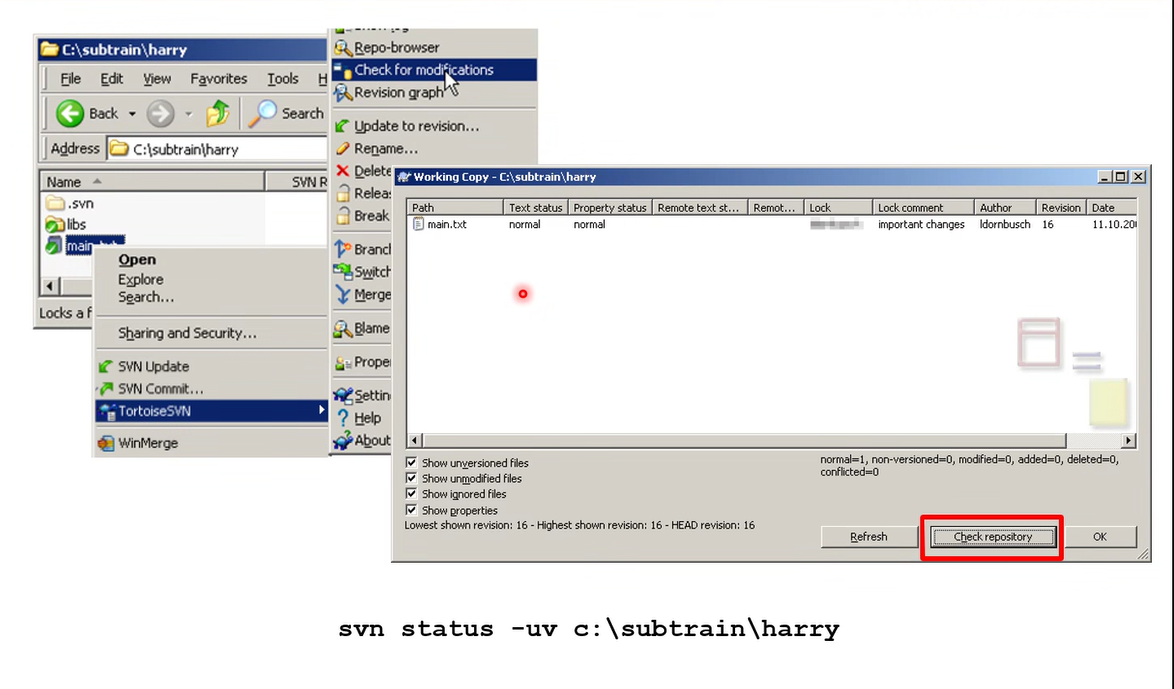 C:\subtrain\harry
File Edit View Favorites Tools H
Back Search
Address C:\subtrain\harry
Name SVN R
.svn
libs
main.txt
Locks a f
Open
Explore
Search...
Sharing and Security...
SVN Update
SVN Commit...
TortoiseSVN
WinMerge
Repo-browser
Check for modifications
Revision graph
Update to revision...
Rename...
Delete
Relea
Break
Branch
Switch
Merge
Blame
Proper
Settin
Help
About
Working Copy - C:\subtrain\harry
Path Text status Property status Remote text st... Remot... Lock Lock comment Author Revision Date
main.txt normal normal important changes ldornbusch 16 11.10.20
Show unversioned files
Show unmodified files
Show ignored files
Show properties
Lowest shown revision: 16 - Highest shown revision: 16 - HEAD revision: 16
normal=1, non-versioned=0, modified=0, added=0, deleted=0,
conflicted=0
Refresh Check repository OK
svn status -uv c:\subtrain\harry